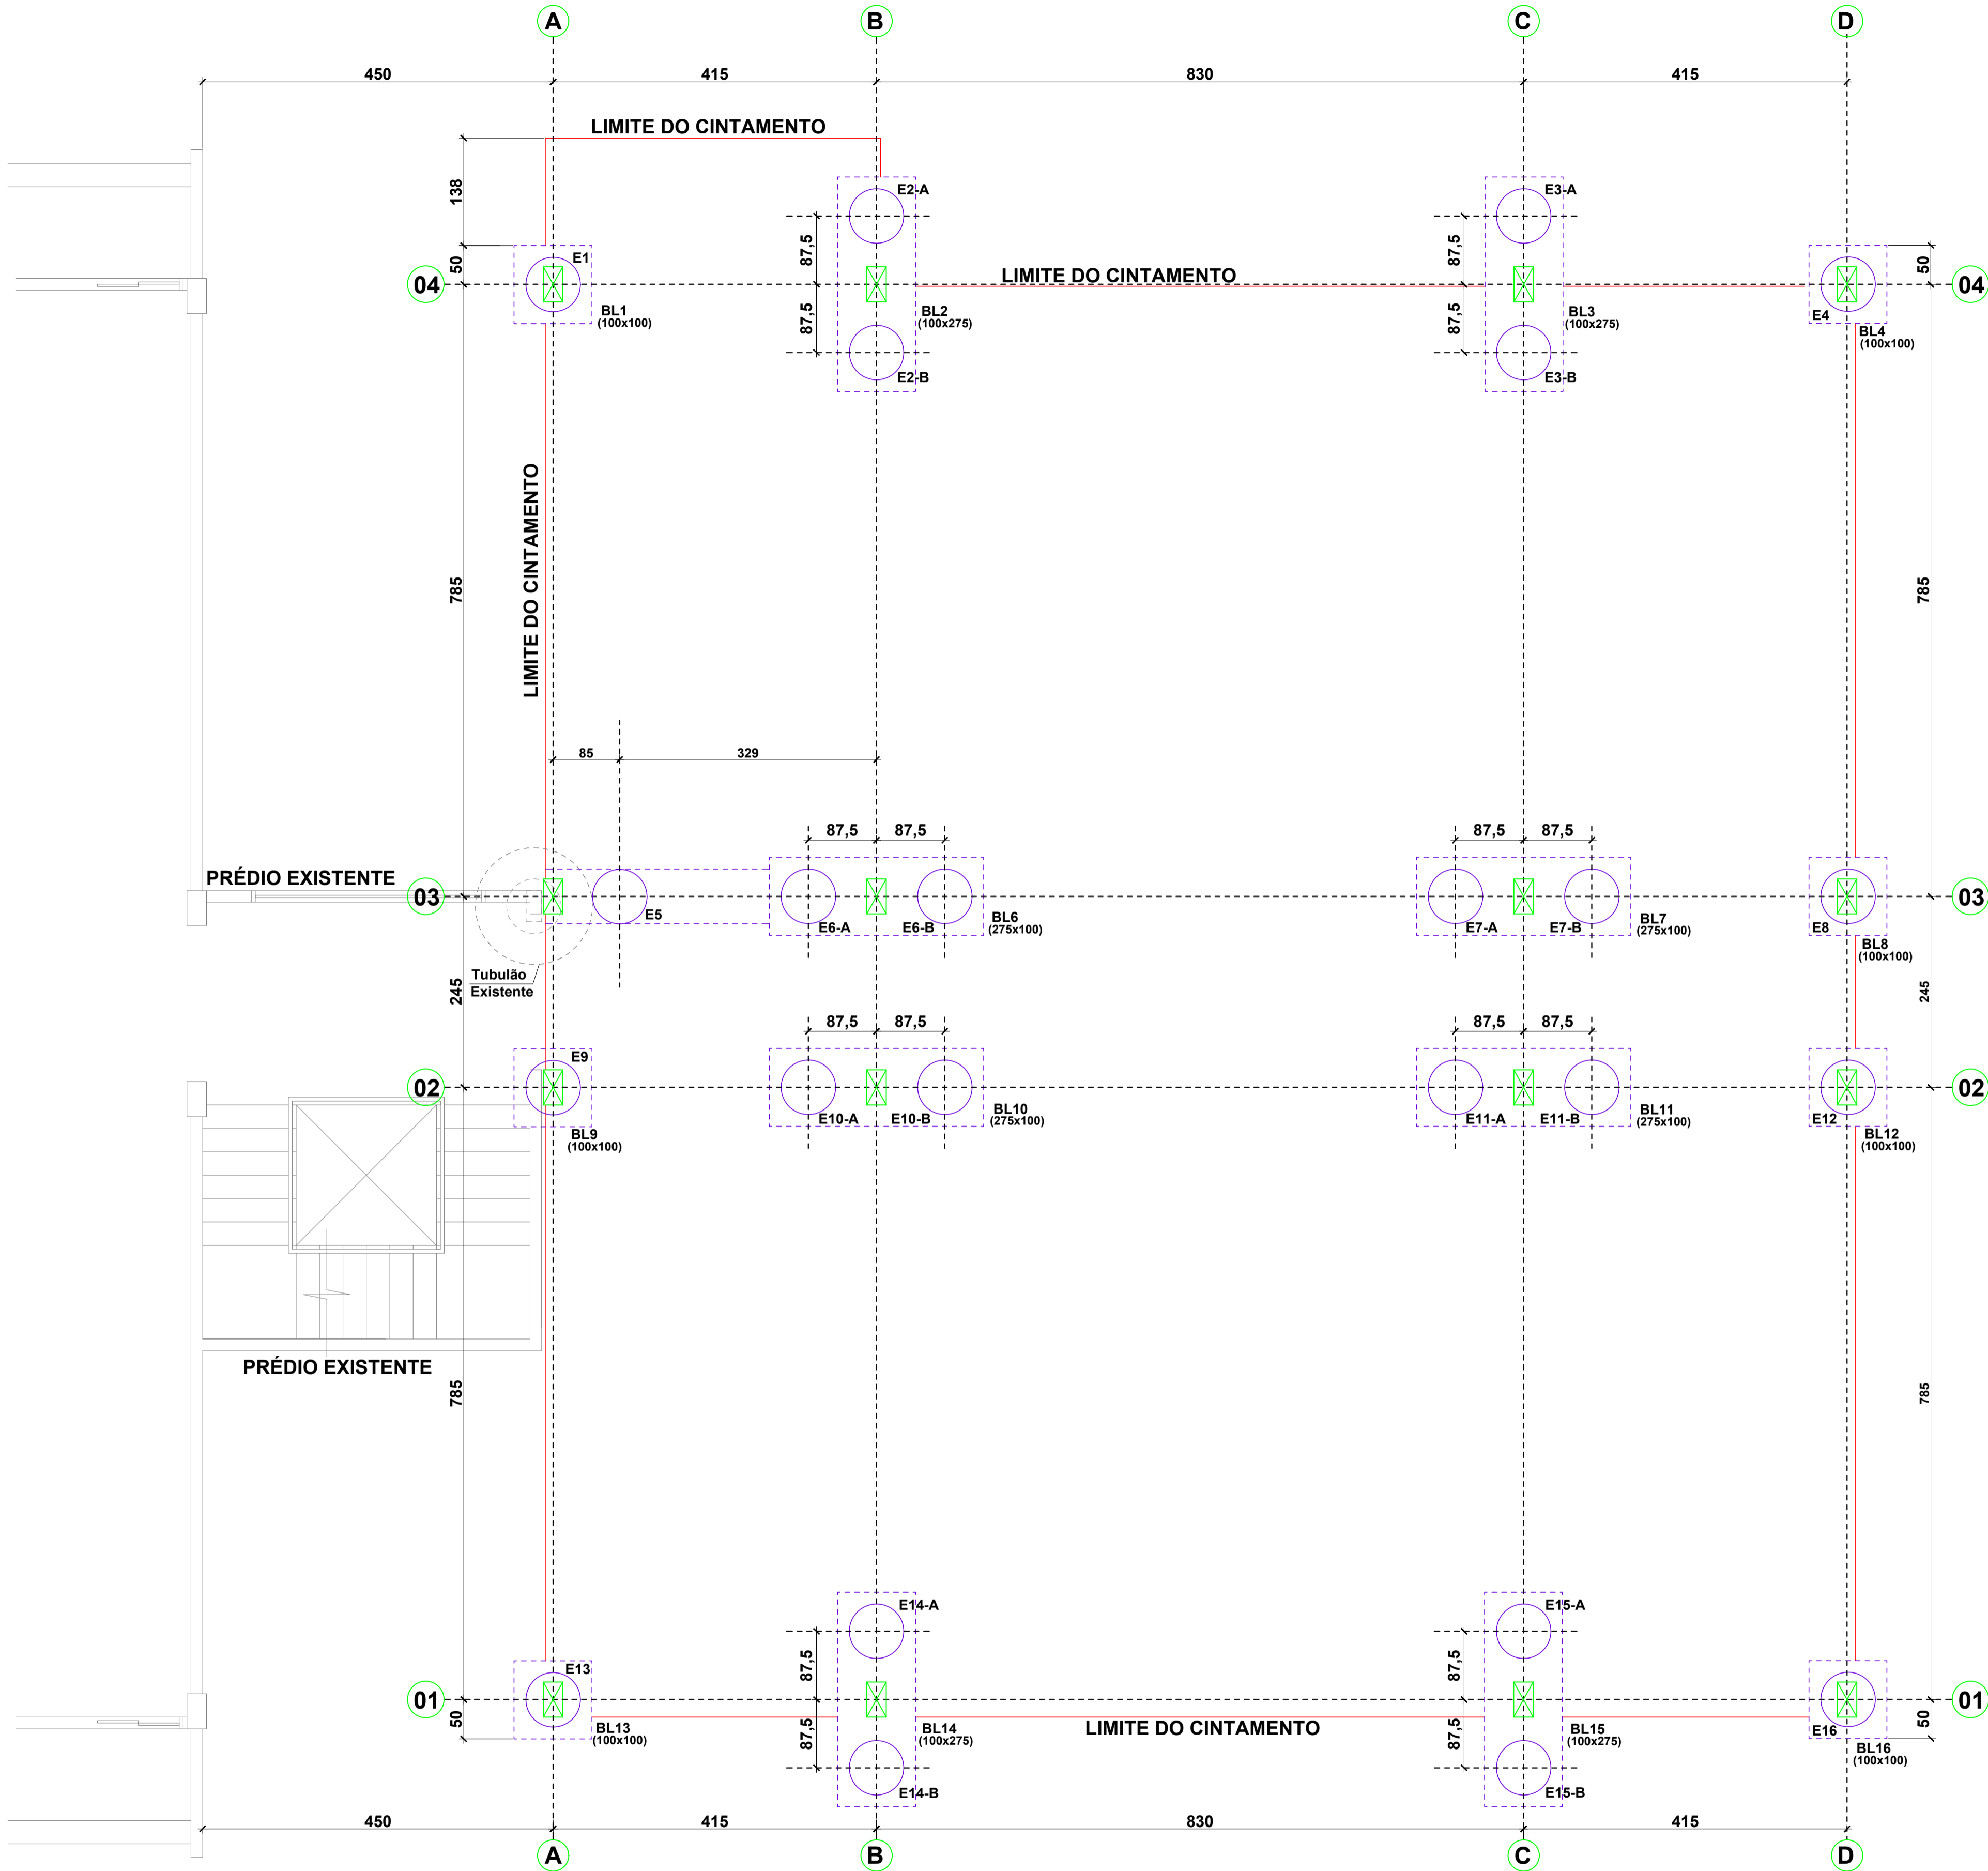 A B C D
450 415 830 415
LIMITE DO CINTAMENTO
138
E2-A E3-A
87,5 87,5
50 E1 50
04 LIMITE DO CINTAMENTO 04
BL1 BL2 BL3 E4
(100x100) (100x275) (100x275)
87,5 87,5
BL4
(100x100)
E2-B E3-B
LIMITE DO CINTAMENTO
785 785
85 329
87,5 87,5 87,5 87,5
PRÉDIO EXISTENTE
03 03
E5 E6-A E6-B BL6 E7-A E7-B BL7 E8
(275x100) (275x100)
BL8
(100x100)
Tubulão
Existente
245 245
87,5 87,5 87,5 87,5
E9
02 02
E10-A E10-B BL10 E11-A E11-B BL11 E12
(275x100) (275x100)
BL9 BL12
(100x100) (100x100)
PRÉDIO EXISTENTE
785 785
E14-A E15-A
87,5 87,5
E13
01 01
50 50
BL13 BL14 LIMITE DO CINTAMENTO BL15 E16
(100x100) (100x275) (100x275)
87,5 87,5
BL16
(100x100)
E14-B E15-B
450 415 830 415
A B C D